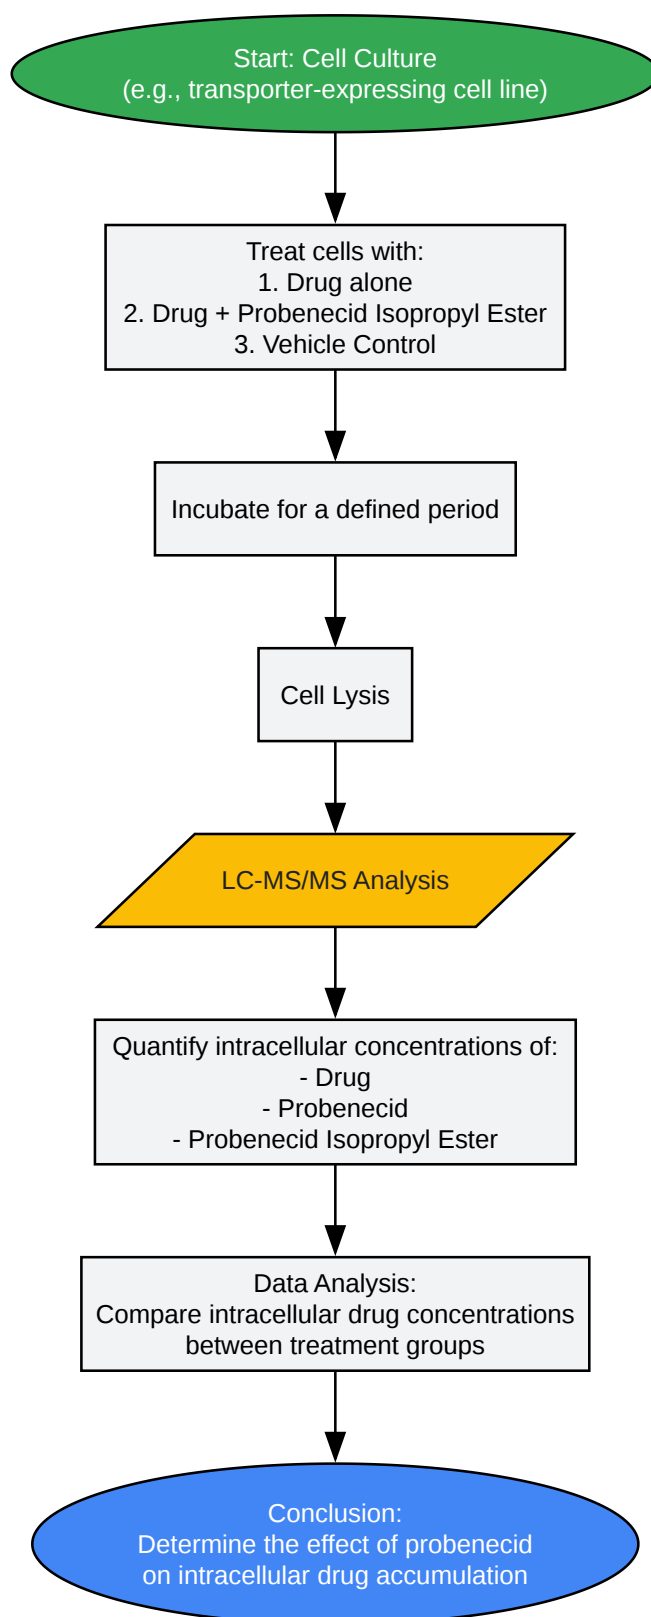 Start: Cell Culture
(e.g., transporter-expressing cell line)
Treat cells with:
1. Drug alone
2. Drug + Probenecid Isopropyl Ester
3. Vehicle Control
Incubate for a defined period
Cell Lysis
LC-MS/MS Analysis
Quantify intracellular concentrations of:
- Drug
- Probenecid
- Probenecid Isopropyl Ester
Data Analysis:
Compare intracellular drug concentrations
between treatment groups
Conclusion:
Determine the effect of probenecid
on intracellular drug accumulation